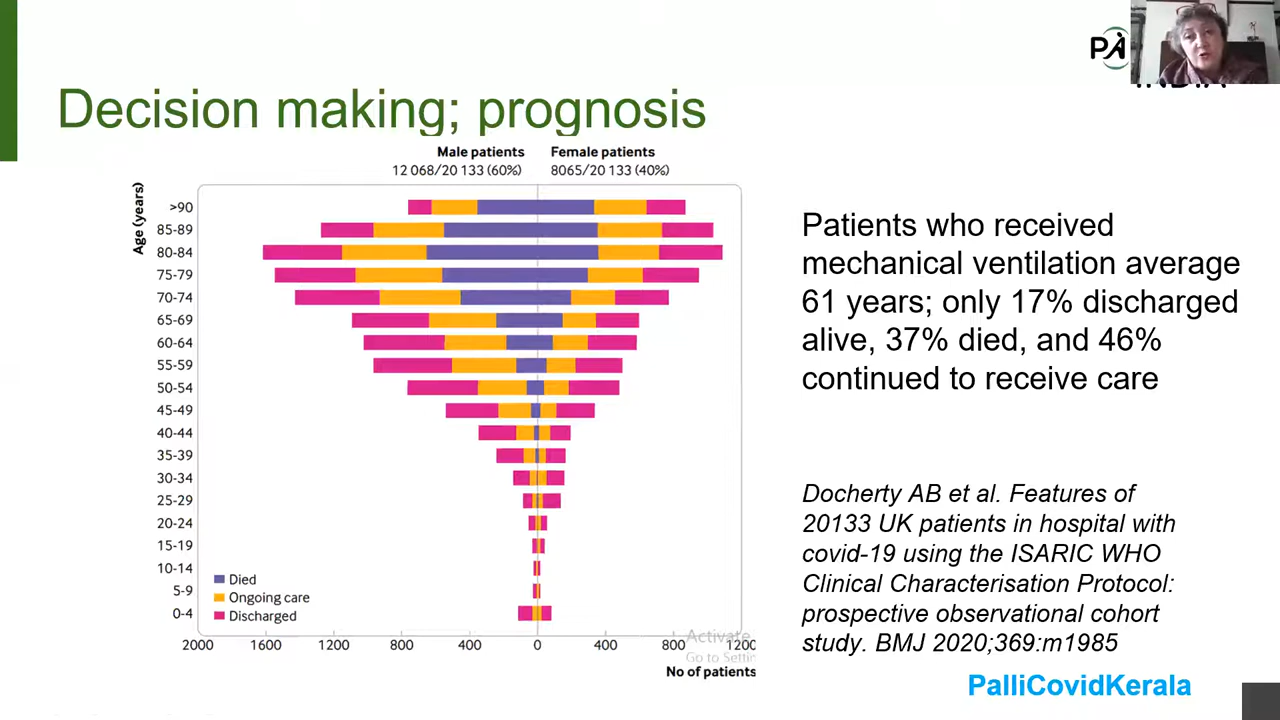 PA
INDIA
Decision making; prognosis
Male patients
12 068/20 133 (60%)
Female patients
8065/20 133 (40%)
Age (years)
>90
85-89
80-84
75-79
70-74
65-69
60-64
55-59
50-54
45-49
40-44
35-39
30-34
25-29
20-24
15-19
10-14
5-9
0-4
Died
Ongoing care
Discharged
2000 1600 1200 800 400 0 400 800 1200
No of patients
Activate
Go to Settin
Patients who received
mechanical ventilation average
61 years; only 17% discharged
alive, 37% died, and 46%
continued to receive care
Docherty AB et al. Features of
20133 UK patients in hospital with
covid-19 using the ISARIC WHO
Clinical Characterisation Protocol:
prospective observational cohort
study. BMJ 2020;369:m1985
PalliCovidKerala